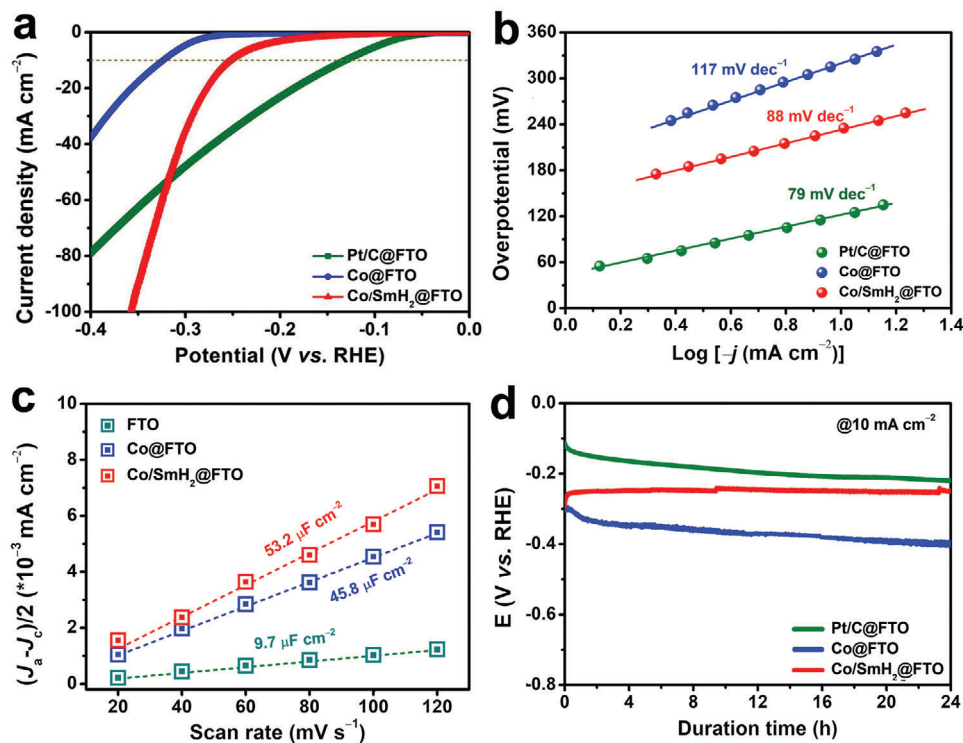 a
Current density (mA cm⁻²)
0
-20
-40
-60
-80
-100
-0.4
-0.3
-0.2
-0.1
0.0
Potential (V vs. RHE)
Pt/C@FTO
Co@FTO
Co/SmH₂@FTO
b
Overpotential (mV)
360
300
240
180
120
60
0
0.0
0.2
0.4
0.6
0.8
1.0
1.2
1.4
Log [–j (mA cm⁻²)]
117 mV dec⁻¹
88 mV dec⁻¹
79 mV dec⁻¹
Pt/C@FTO
Co@FTO
Co/SmH₂@FTO
c
(Jₐ-J꜀)/2 (*10⁻³ mA cm⁻²)
10
8
6
4
2
0
20
40
60
80
100
120
Scan rate (mV s⁻¹)
FTO
Co@FTO
Co/SmH₂@FTO
53.2 μF cm⁻²
45.8 μF cm⁻²
9.7 μF cm⁻²
d
E (V vs. RHE)
0.0
-0.2
-0.4
-0.6
-0.8
0
4
8
12
16
20
24
Duration time (h)
@10 mA cm⁻²
Pt/C@FTO
Co@FTO
Co/SmH₂@FTO